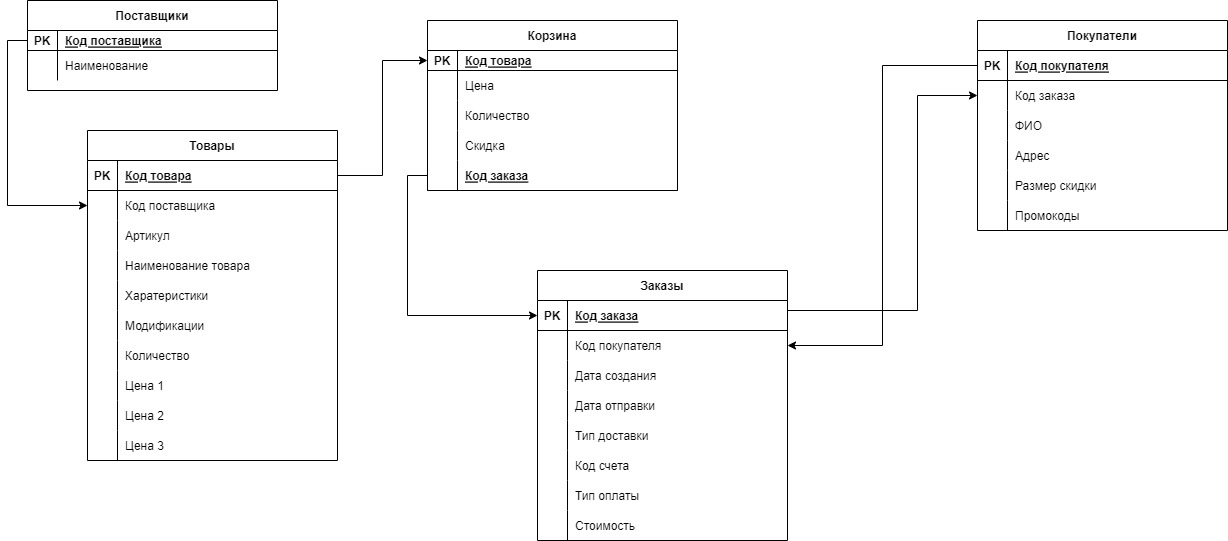 Поставщики
PK Код поставщика
Наименование
Товары
PK Код товара
Код поставщика
Артикул
Наименование товара
Харатеристики
Модификации
Количество
Цена 1
Цена 2
Цена 3
Корзина
PK Код товара
Цена
Количество
Скидка
Код заказа
Заказы
PK Код заказа
Код покупателя
Дата создания
Дата отправки
Тип доставки
Код счета
Тип оплаты
Стоимость
Покупатели
PK Код покупателя
Код заказа
ФИО
Адрес
Размер скидки
Промокоды